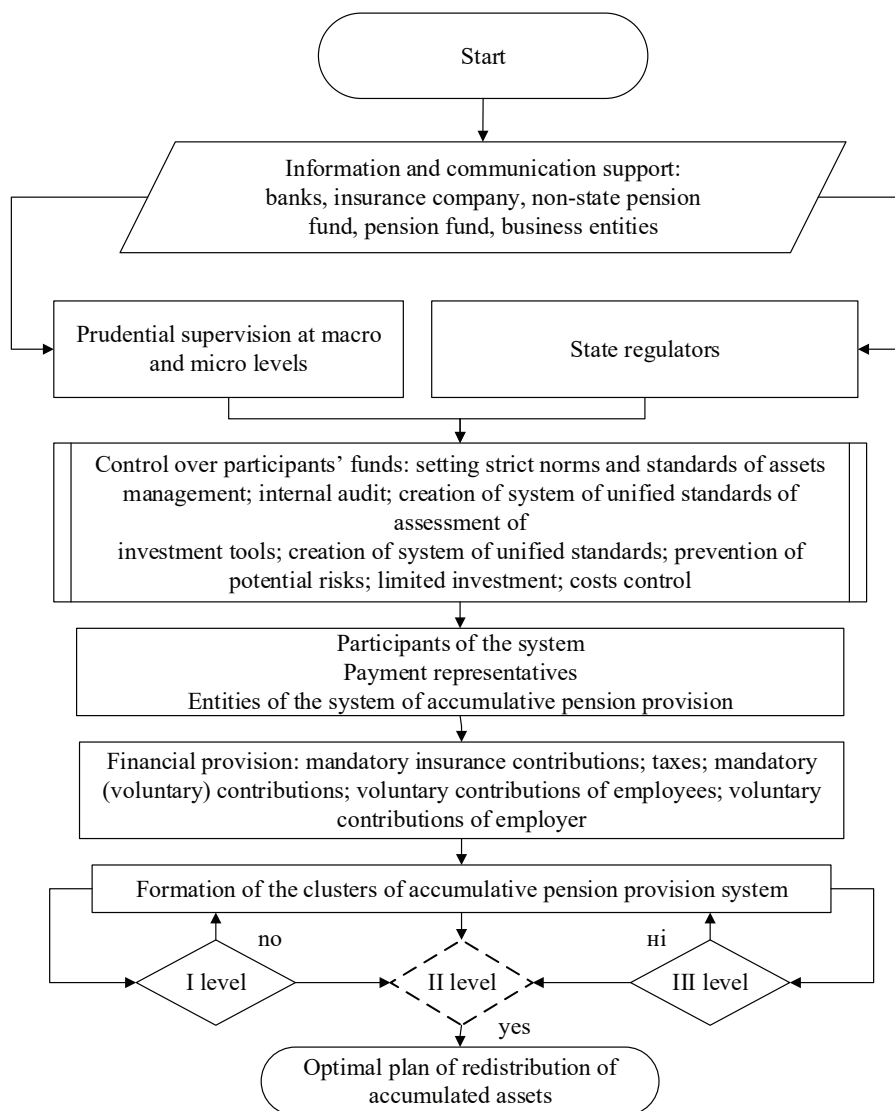 Start
Information and communication support:
banks, insurance company, non-state pension
fund, pension fund, business entities
Prudential supervision at macro
and micro levels
State regulators
Control over participants’ funds: setting strict norms and standards of assets
management; internal audit; creation of system of unified standards of
assessment of
investment tools; creation of system of unified standards; prevention of
potential risks; limited investment; costs control
Participants of the system
Payment representatives
Entities of the system of accumulative pension provision
Financial provision: mandatory insurance contributions; taxes; mandatory
(voluntary) contributions; voluntary contributions of employees; voluntary
contributions of employer
Formation of the clusters of accumulative pension provision system
no
ні
I level
II level
III level
yes
Optimal plan of redistribution of
accumulated assets